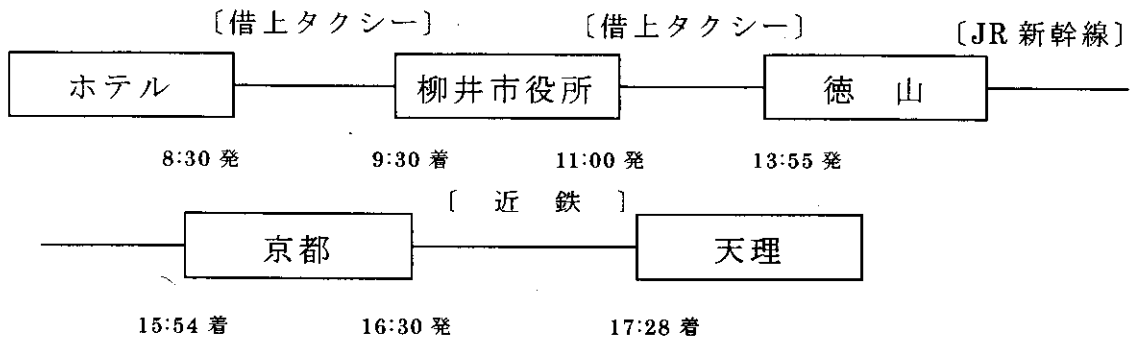 〔借上タクシー〕 〔借上タクシー〕 〔JR 新幹線〕
ホテル 柳井市役所 徳 山
8:30 発 9:30 着 11:00 発 13:55 発
〔 近 鉄 〕
京都 天理
15:54 着 16:30 発 17:28 着